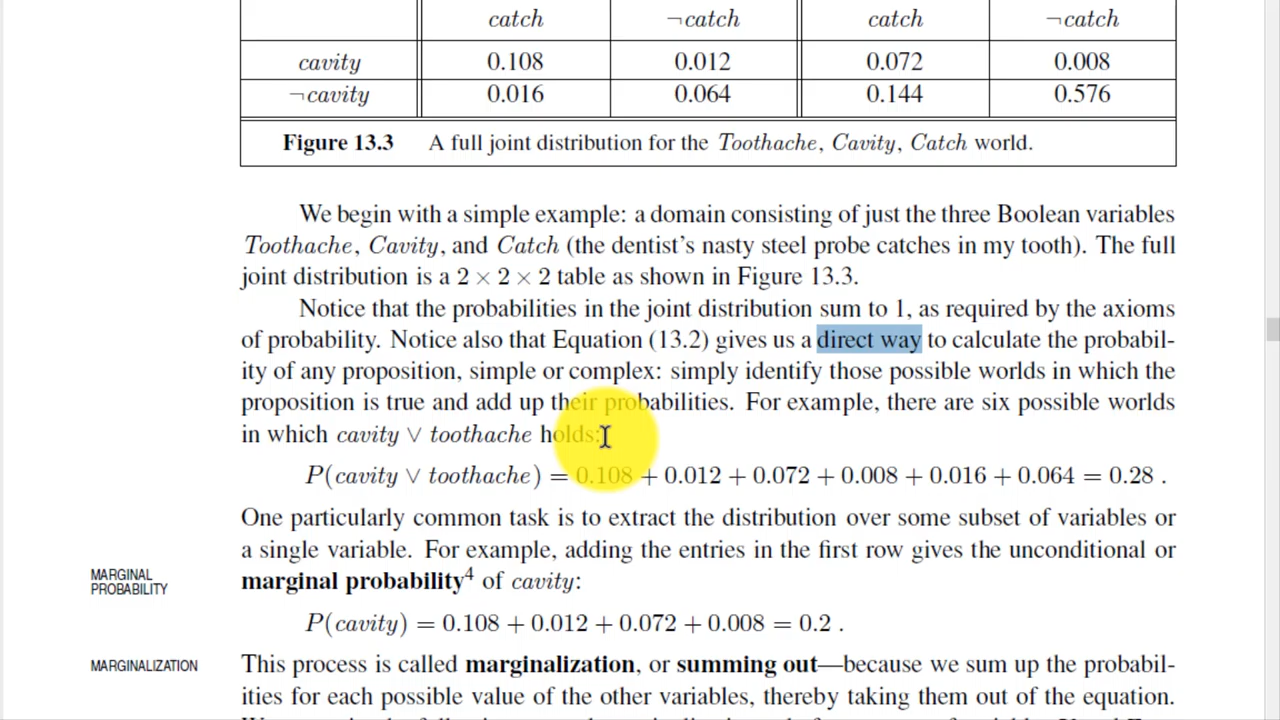 catch ¬catch catch ¬catch
cavity 0.108 0.012 0.072 0.008
¬cavity 0.016 0.064 0.144 0.576
Figure 13.3 A full joint distribution for the Toothache, Cavity, Catch world.
We begin with a simple example: a domain consisting of just the three Boolean variables
Toothache, Cavity, and Catch (the dentist's nasty steel probe catches in my tooth). The full
joint distribution is a 2 × 2 × 2 table as shown in Figure 13.3.
Notice that the probabilities in the joint distribution sum to 1, as required by the axioms
of probability. Notice also that Equation (13.2) gives us a direct way to calculate the probabil-
ity of any proposition, simple or complex: simply identify those possible worlds in which the
proposition is true and add up their probabilities. For example, there are six possible worlds
in which cavity ∨ toothache holds:
P(cavity ∨ toothache) = 0.108 + 0.012 + 0.072 + 0.008 + 0.016 + 0.064 = 0.28 .
One particularly common task is to extract the distribution over some subset of variables or
a single variable. For example, adding the entries in the first row gives the unconditional or
MARGINAL
PROBABILITY
marginal probability⁴ of cavity:
P(cavity) = 0.108 + 0.012 + 0.072 + 0.008 = 0.2 .
MARGINALIZATION
This process is called marginalization, or summing out—because we sum up the probabil-
ities for each possible value of the other variables, thereby taking them out of the equation.